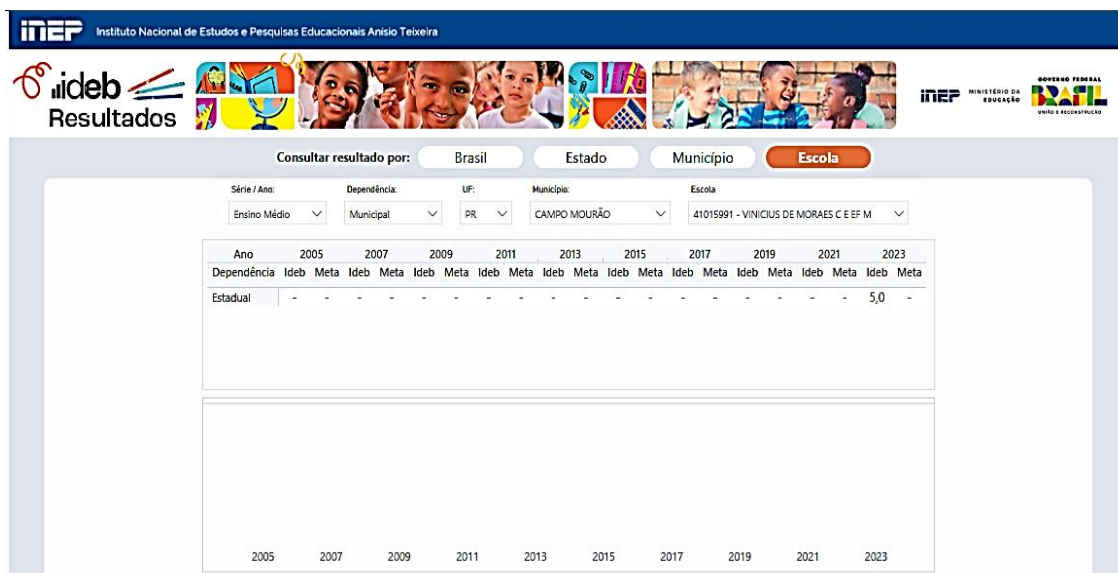 inep Instituto Nacional de Estudos e Pesquisas Educacionais Anísio Teixeira
ideb
Resultados
inep MINISTÉRIO DA EDUCAÇÃO
GOVERNO FEDERAL
BRASIL
UNIÃO E RECONSTRUÇÃO
Consultar resultado por: Brasil Estado Município Escola
Série / Ano: Dependência: UF: Município: Escola
Ensino Médio Municipal PR CAMPO MOURÃO 41015991 - VINICIUS DE MORAES C E EF M
Ano 2005 2007 2009 2011 2013 2015 2017 2019 2021 2023
Dependência Ideb Meta Ideb Meta Ideb Meta Ideb Meta Ideb Meta Ideb Meta Ideb Meta Ideb Meta Ideb Meta Ideb Meta
Estadual - - - - - - - - - - - - - - - - - - 5,0 -
2005 2007 2009 2011 2013 2015 2017 2019 2021 2023